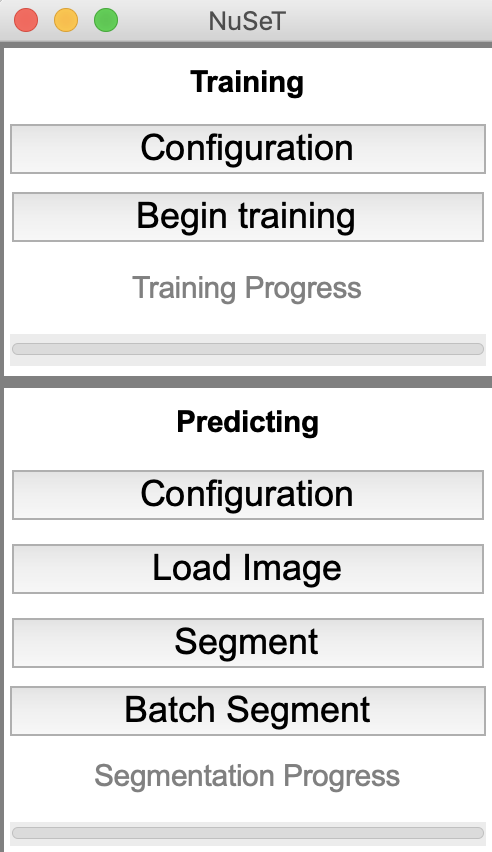 NuSeT
Training
Configuration
Begin training
Training Progress
Predicting
Configuration
Load Image
Segment
Batch Segment
Segmentation Progress